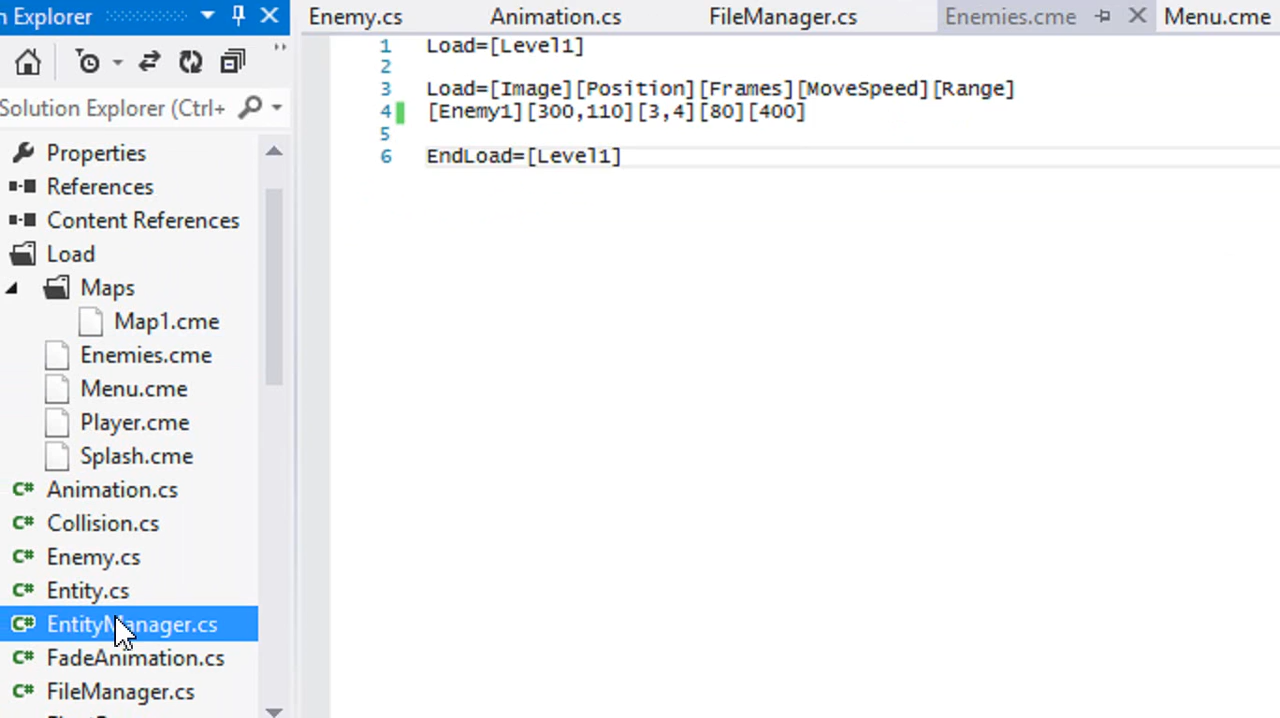 n Explorer
Enemy.cs Animation.cs FileManager.cs Enemies.cme Menu.cme
Solution Explorer (Ctrl+
Properties
References
Content References
Load
Maps
Map1.cme
Enemies.cme
Menu.cme
Player.cme
Splash.cme
C# Animation.cs
C# Collision.cs
C# Enemy.cs
C# Entity.cs
C# EntityManager.cs
C# FadeAnimation.cs
C# FileManager.cs
1 Load=[Level1]
2
3 Load=[Image][Position][Frames][MoveSpeed][Range]
4 [Enemy1][300,110][3,4][80][400]
5
6 EndLoad=[Level1]